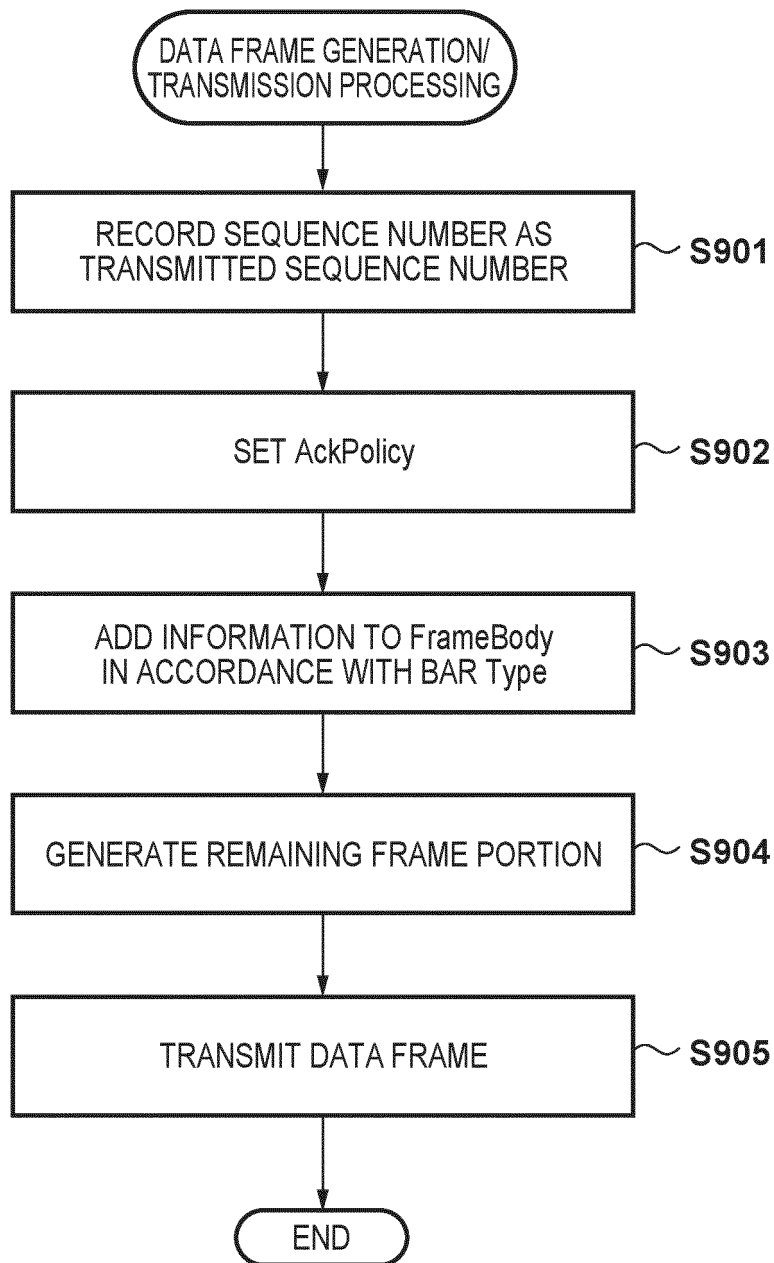 DATA FRAME GENERATION/
TRANSMISSION PROCESSING
RECORD SEQUENCE NUMBER AS
TRANSMITTED SEQUENCE NUMBER
S901
SET AckPolicy
S902
ADD INFORMATION TO FrameBody
IN ACCORDANCE WITH BAR Type
S903
GENERATE REMAINING FRAME PORTION
S904
TRANSMIT DATA FRAME
S905
END